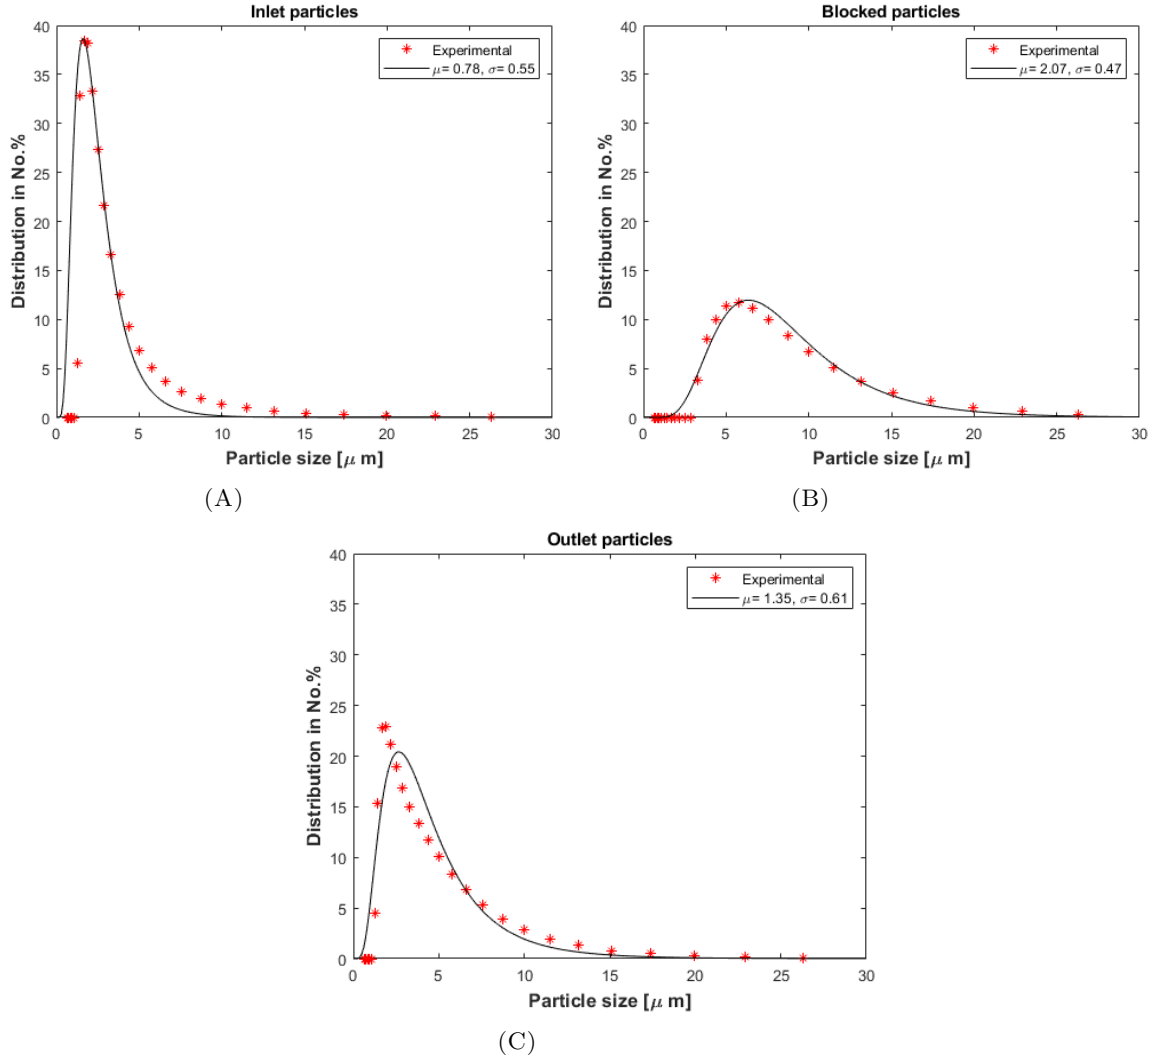 Inlet particles
40
35
30
25
20
15
10
5
0
Distribution in No.%
Experimental
μ= 0.78, σ= 0.55
0 5 10 15 20 25 30
Particle size [μ m]
(A)
Blocked particles
40
35
30
25
20
15
10
5
0
Distribution in No.%
Experimental
μ= 2.07, σ= 0.47
0 5 10 15 20 25 30
Particle size [μ m]
(B)
Outlet particles
40
35
30
25
20
15
10
5
0
Distribution in No.%
Experimental
μ= 1.35, σ= 0.61
0 5 10 15 20 25 30
Particle size [μ m]
(C)